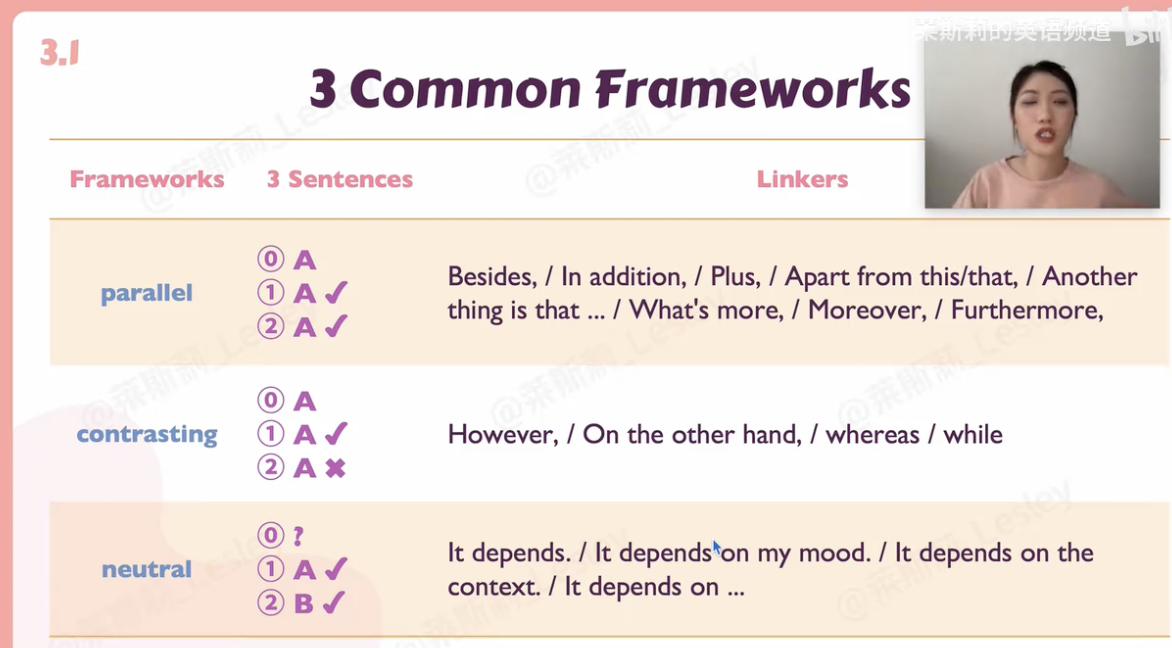 莱斯莉的英语频道
3.1
3 Common Frameworks
Frameworks 3 Sentences Linkers
parallel
⓪ A
① A ✔
② A ✔
Besides, / In addition, / Plus, / Apart from this/that, / Another
thing is that ... / What's more, / Moreover, / Furthermore,
contrasting
⓪ A
① A ✔
② A ✖
However, / On the other hand, / whereas / while
neutral
⓪ ?
① A ✔
② B ✔
It depends. / It depends on my mood. / It depends on the
context. / It depends on ...
@莱斯莉_Lesley